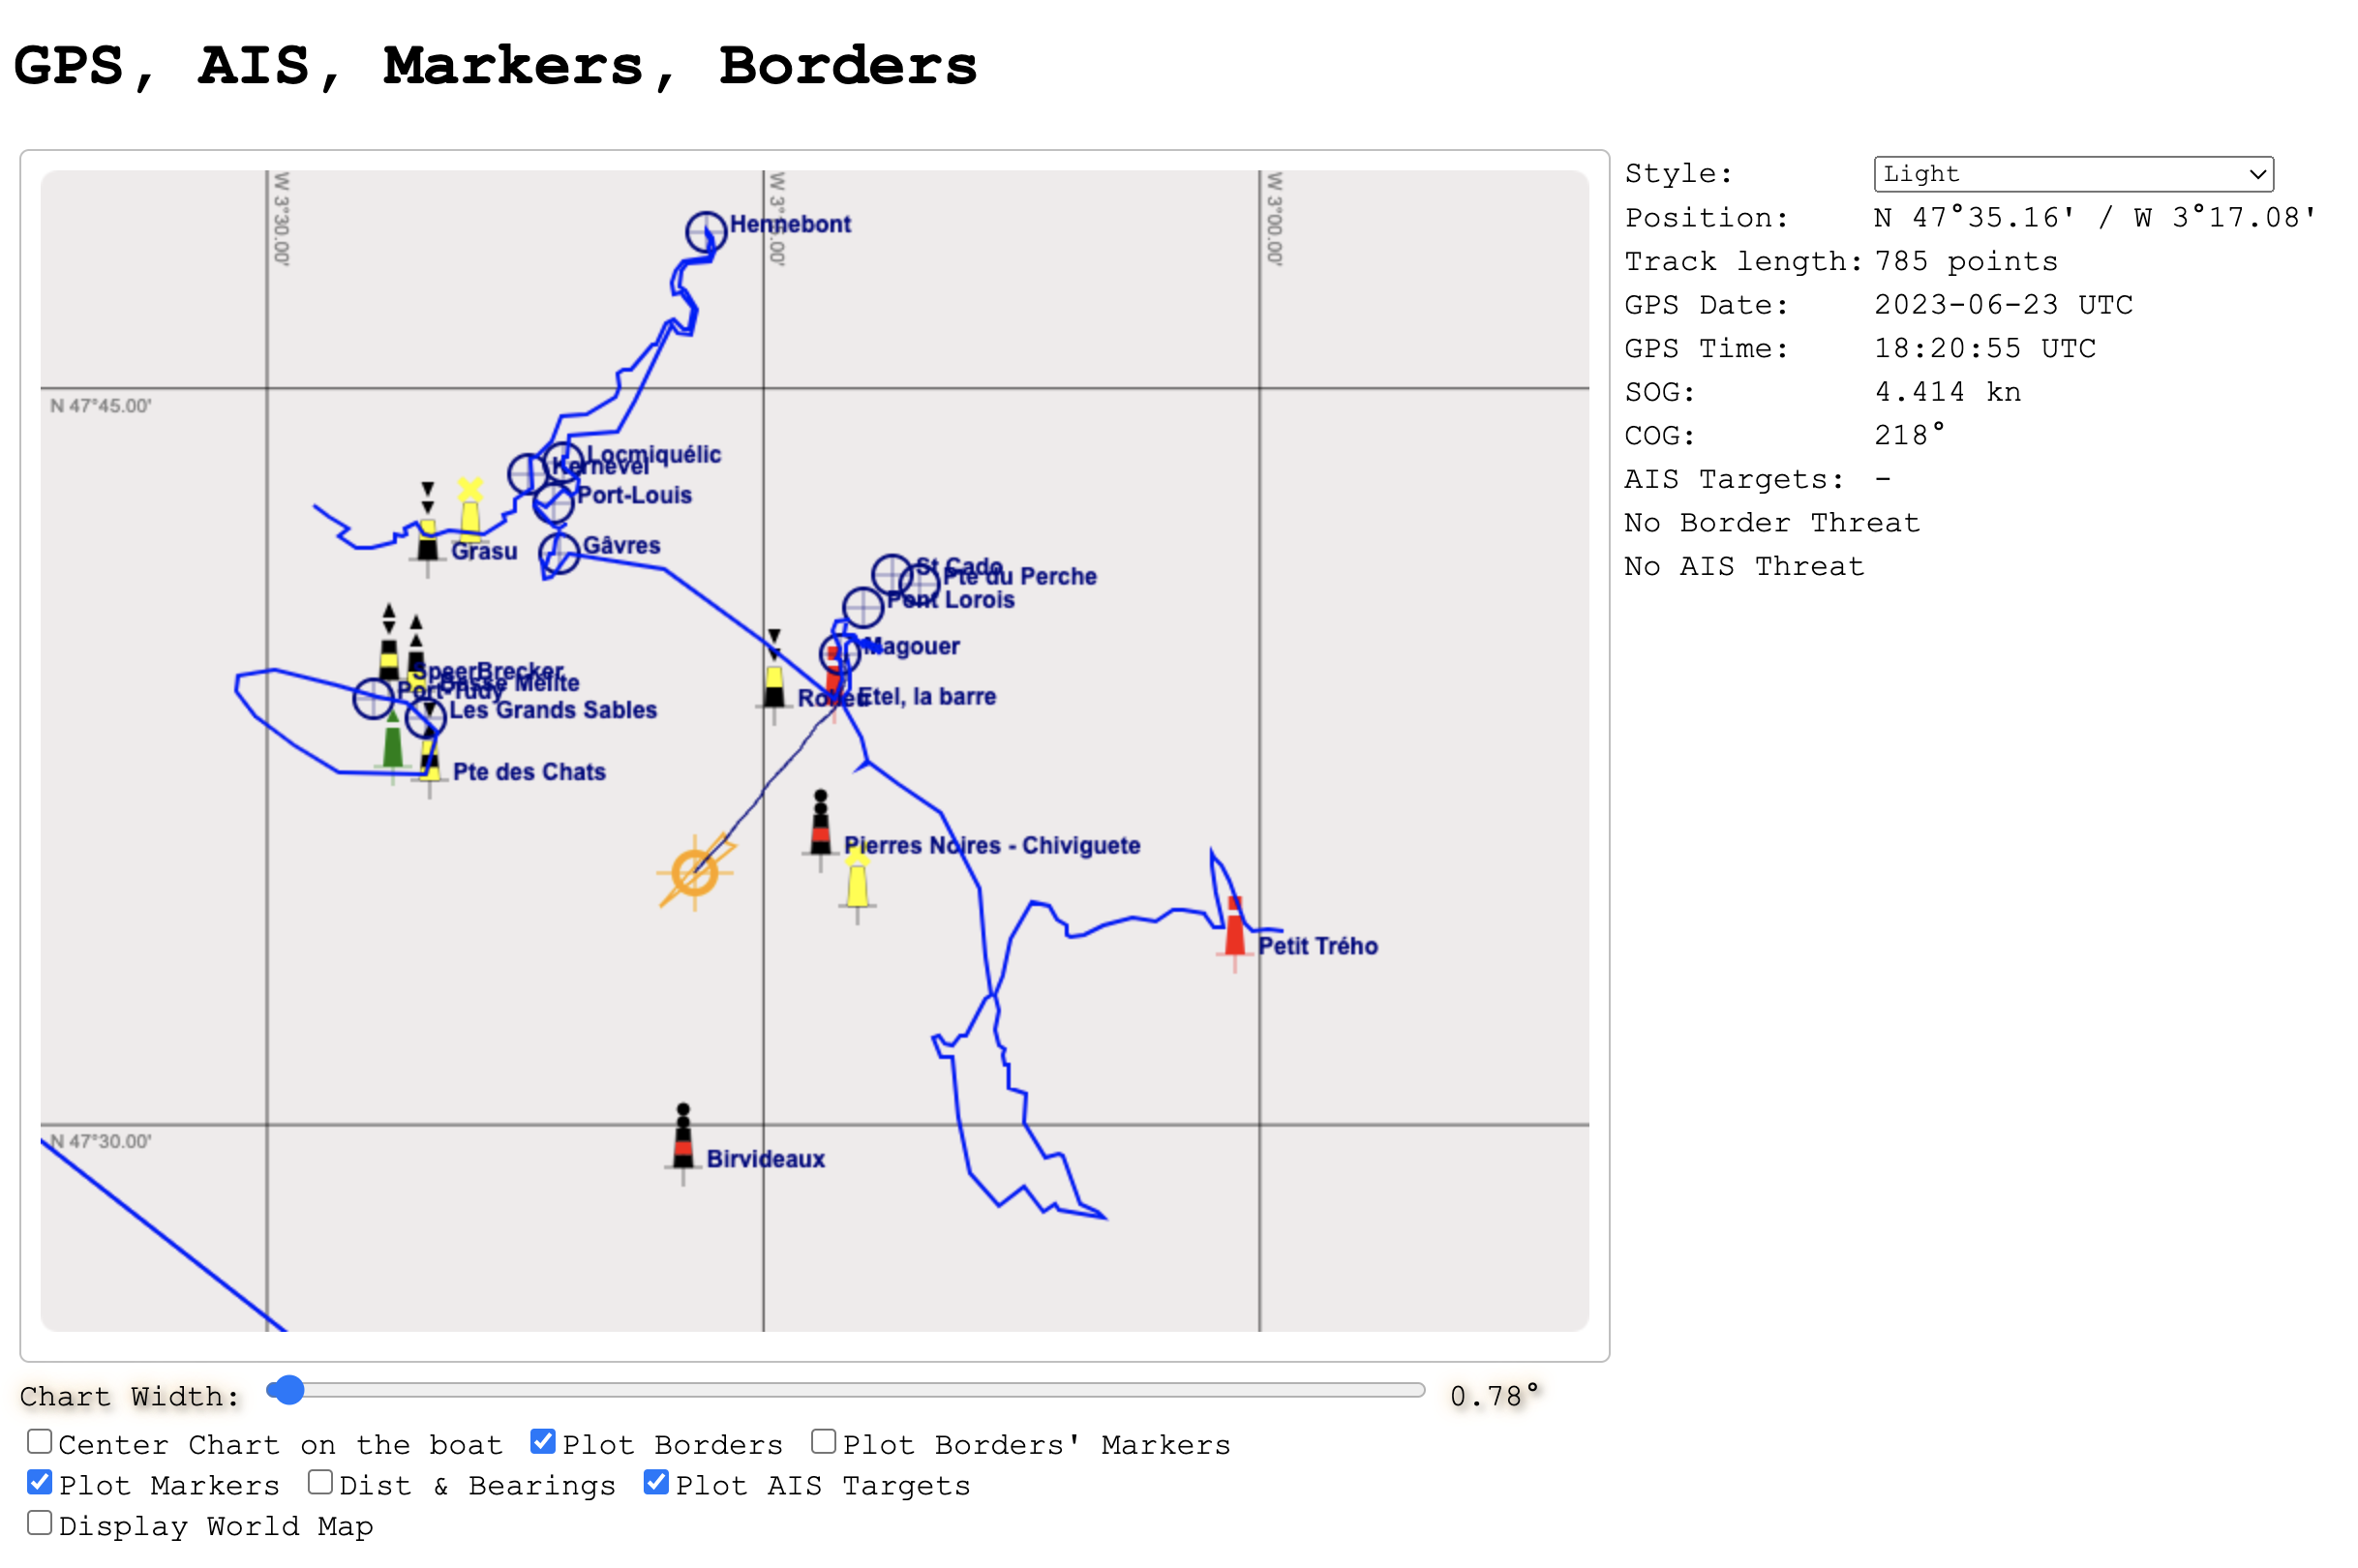 GPS, AIS, Markers, Borders
W 3°30.00'
W 3°15.00'
W 3°00.00'
Hennebont
N 47°45.00'
Locmiquélic
Kernével
Port-Louis
Grasu
Gâvres
St Cado
Pte du Perche
Pont Lorois
Magouer
SpeerBrecker
Basse Mélite
Port-Tudy
Etel, la barre
Les Grands Sables
Pte des Chats
Pierres Noires - Chiviguete
Petit Trého
N 47°30.00'
Birvideaux
Style: Light
Position: N 47°35.16' / W 3°17.08'
Track length: 785 points
GPS Date: 2023-06-23 UTC
GPS Time: 18:20:55 UTC
SOG: 4.414 kn
COG: 218°
AIS Targets: -
No Border Threat
No AIS Threat
Chart Width: 0.78°
Center Chart on the boat Plot Borders Plot Borders' Markers
Plot Markers Dist & Bearings Plot AIS Targets
Display World Map